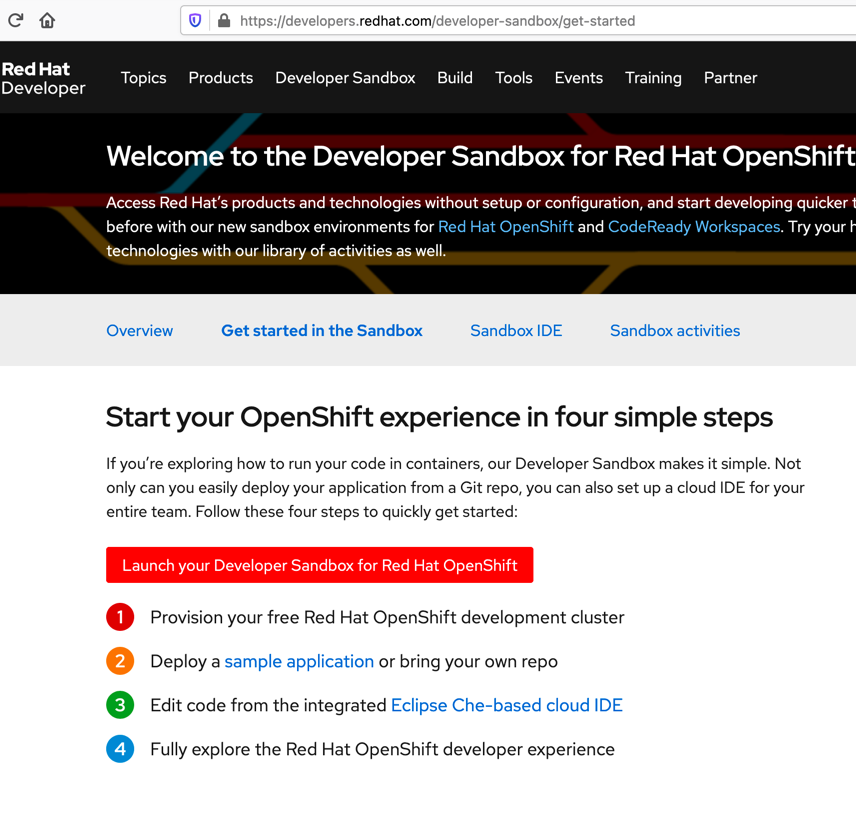 https://developers.redhat.com/developer-sandbox/get-started
Red Hat
Developer
Topics Products Developer Sandbox Build Tools Events Training Partner
Welcome to the Developer Sandbox for Red Hat OpenShift
Access Red Hat’s products and technologies without setup or configuration, and start developing quicker
before with our new sandbox environments for Red Hat OpenShift and CodeReady Workspaces. Try your
technologies with our library of activities as well.
Overview Get started in the Sandbox Sandbox IDE Sandbox activities
Start your OpenShift experience in four simple steps
If you’re exploring how to run your code in containers, our Developer Sandbox makes it simple. Not
only can you easily deploy your application from a Git repo, you can also set up a cloud IDE for your
entire team. Follow these four steps to quickly get started:
Launch your Developer Sandbox for Red Hat OpenShift
1 Provision your free Red Hat OpenShift development cluster
2 Deploy a sample application or bring your own repo
3 Edit code from the integrated Eclipse Che-based cloud IDE
4 Fully explore the Red Hat OpenShift developer experience